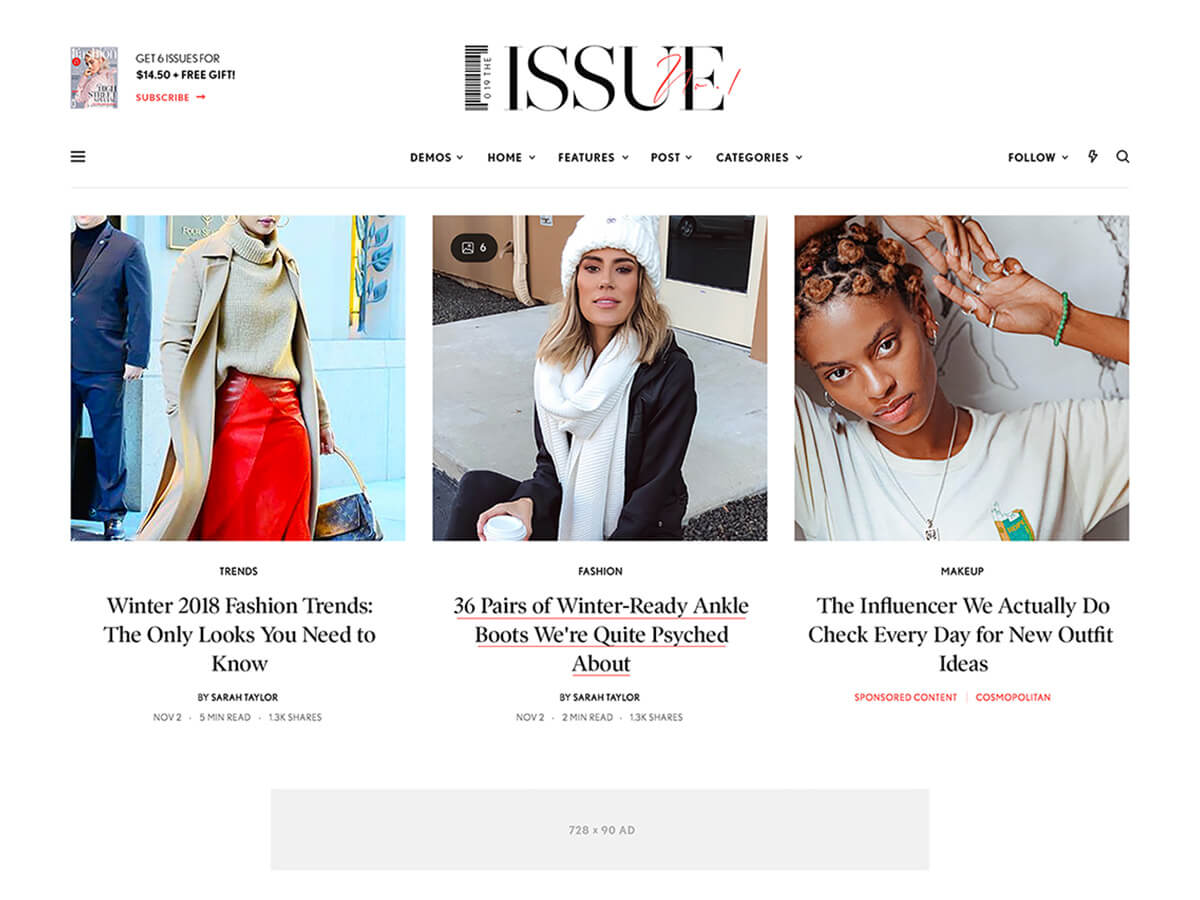 Fashion
HIGH
STREET
GET 6 ISSUES FOR
$14.50 + FREE GIFT!
SUBSCRIBE →
019 THE
ISSUE
No.1
DEMOS
HOME
FEATURES
POST
CATEGORIES
FOLLOW
6
TRENDS
Winter 2018 Fashion Trends:
The Only Looks You Need to
Know
BY SARAH TAYLOR
NOV 2 · 5 MIN READ · 1.3K SHARES
FASHION
36 Pairs of Winter-Ready Ankle
Boots We're Quite Psyched
About
BY SARAH TAYLOR
NOV 2 · 2 MIN READ · 1.3K SHARES
MAKEUP
The Influencer We Actually Do
Check Every Day for New Outfit
Ideas
SPONSORED CONTENT | COSMOPOLITAN
728 x 90 AD